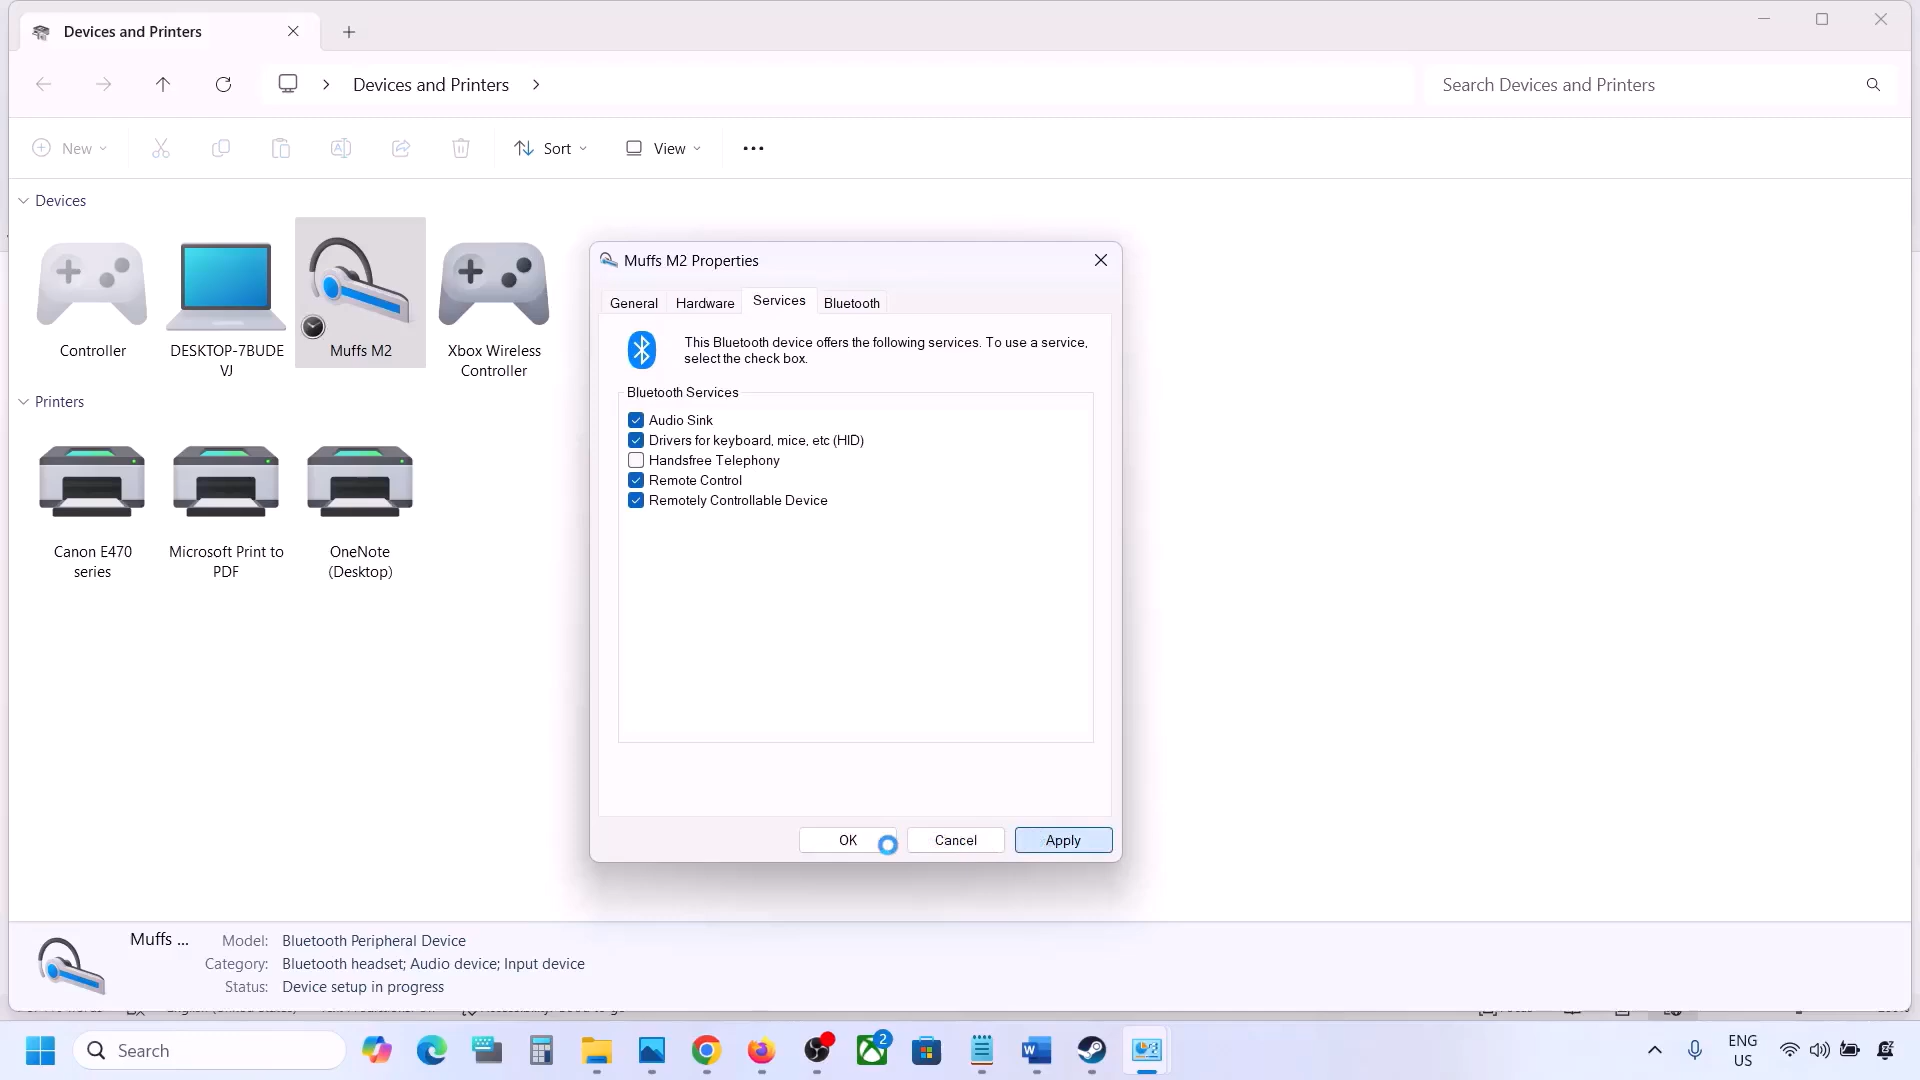 Devices and Printers
Devices and Printers
Search Devices and Printers
New
Sort
View
Devices
Controller
DESKTOP-7BUDE
VJ
Muffs M2
Xbox Wireless
Controller
Printers
Canon E470
series
Microsoft Print to
PDF
OneNote
(Desktop)
Muffs M2 Properties
General
Hardware
Services
Bluetooth
This Bluetooth device offers the following services. To use a service,
select the check box.
Bluetooth Services
Audio Sink
Drivers for keyboard, mice, etc (HID)
Handsfree Telephony
Remote Control
Remotely Controllable Device
OK
Cancel
Apply
Muffs ...
Model: Bluetooth Peripheral Device
Category: Bluetooth headset; Audio device; Input device
Status: Device setup in progress
Search
2
ENG
US